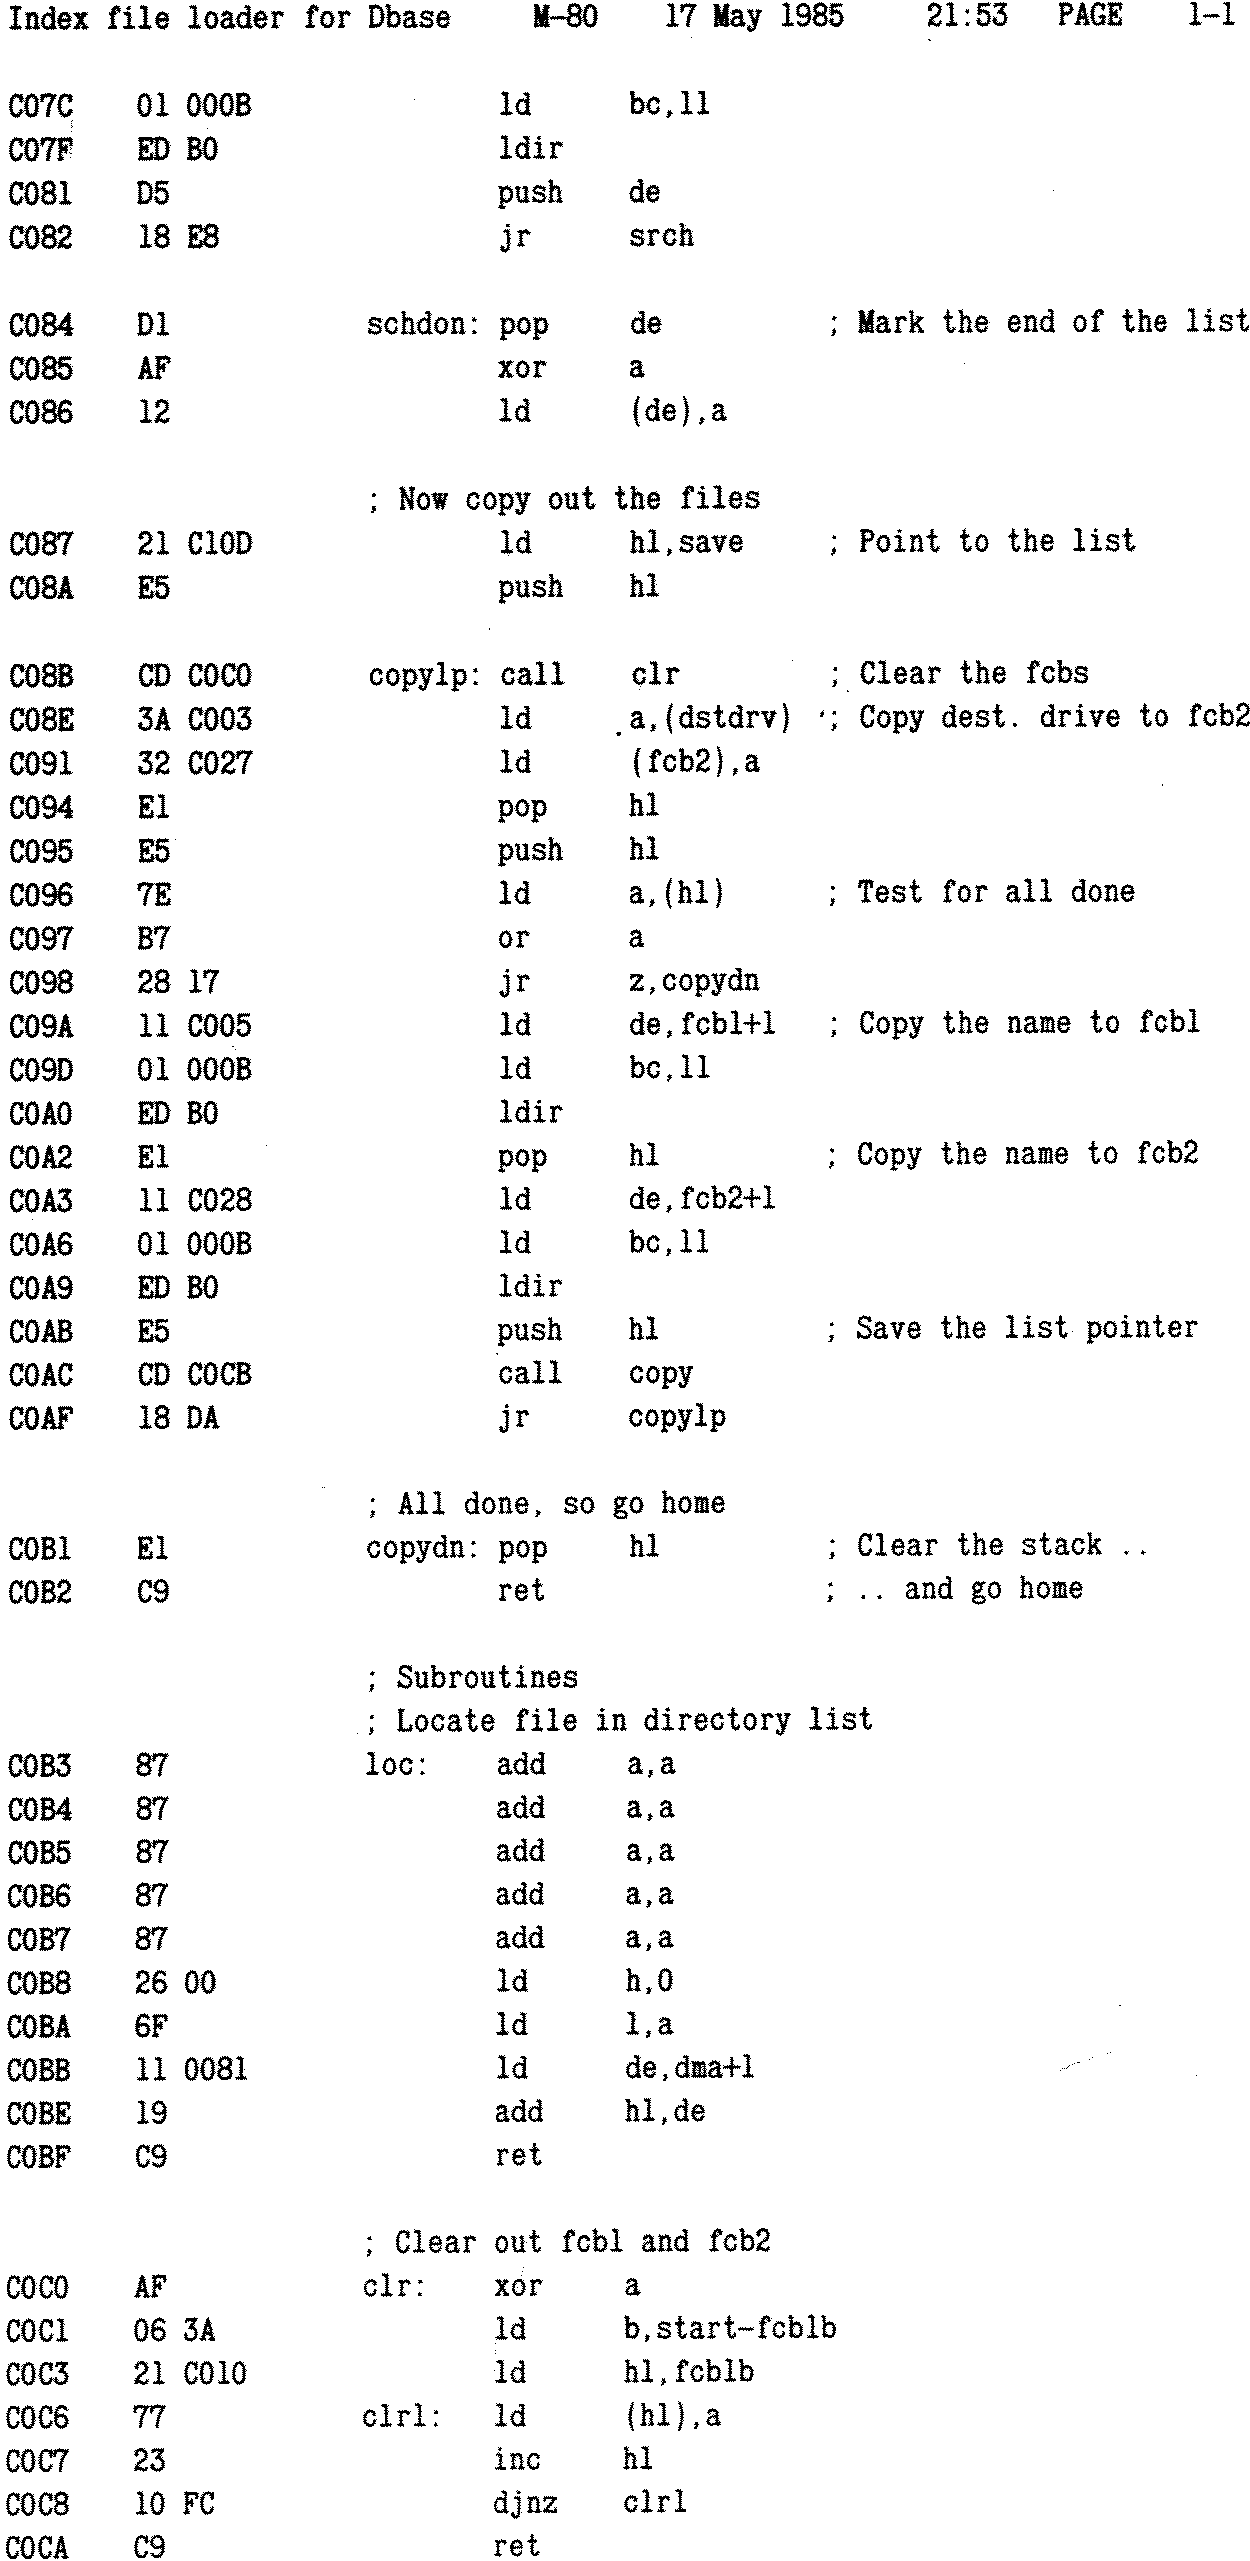 Index file loader for Dbase M-80 17 May 1985 21:53 PAGE 1-1
C07C 01 000B ld bc,11
C07F ED B0 ldir
C081 D5 push de
C082 18 E8 jr srch
C084 D1 schdon: pop de ; Mark the end of the list
C085 AF xor a
C086 12 ld (de),a
; Now copy out the files
C087 21 C10D ld hl,save ; Point to the list
C08A E5 push hl
C08B CD C0C0 copylp: call clr ; Clear the fcbs
C08E 3A C003 ld a,(dstdrv) ; Copy dest. drive to fcb2
C091 32 C027 ld (fcb2),a
C094 E1 pop hl
C095 E5 push hl
C096 7E ld a,(hl) ; Test for all done
C097 B7 or a
C098 28 17 jr z,copydn
C09A 11 C005 ld de,fcb1+1 ; Copy the name to fcb1
C09D 01 000B ld bc,11
C0A0 ED B0 ldir
C0A2 E1 pop hl ; Copy the name to fcb2
C0A3 11 C028 ld de,fcb2+1
C0A6 01 000B ld bc,11
C0A9 ED B0 ldir
C0AB E5 push hl ; Save the list pointer
C0AC CD C0CB call copy
C0AF 18 DA jr copylp
; All done, so go home
C0B1 E1 copydn: pop hl ; Clear the stack ..
C0B2 C9 ret ; .. and go home
; Subroutines
; Locate file in directory list
C0B3 87 loc: add a,a
C0B4 87 add a,a
C0B5 87 add a,a
C0B6 87 add a,a
C0B7 87 add a,a
C0B8 26 00 ld h,0
C0BA 6F ld l,a
C0BB 11 0081 ld de,dma+1
C0BE 19 add hl,de
C0BF C9 ret
; Clear out fcb1 and fcb2
C0C0 AF clr: xor a
C0C1 06 3A ld b,start-fcb1b
C0C3 21 C010 ld hl,fcb1b
C0C6 77 clr1: ld (hl),a
C0C7 23 inc hl
C0C8 10 FC djnz clr1
C0CA C9 ret